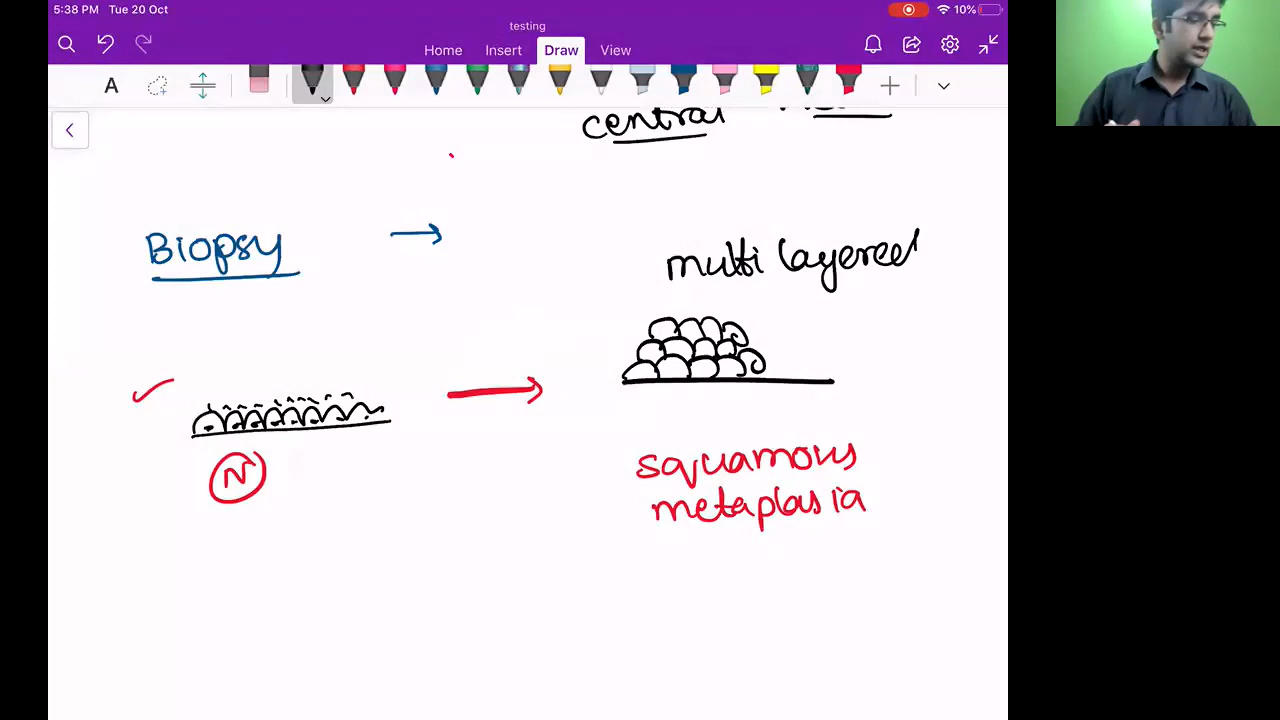 5:38 PM Tue 20 Oct
10%
testing
Home Insert Draw View
A
central
Biopsy
multi layered
N
squamous
metaplasia